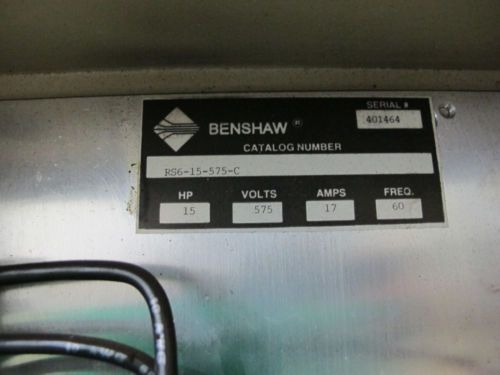 SERIAL #
401464
BENSHAW ®
CATALOG NUMBER
RS6-15-575-C
HP VOLTS AMPS FREQ.
15 575 17 60